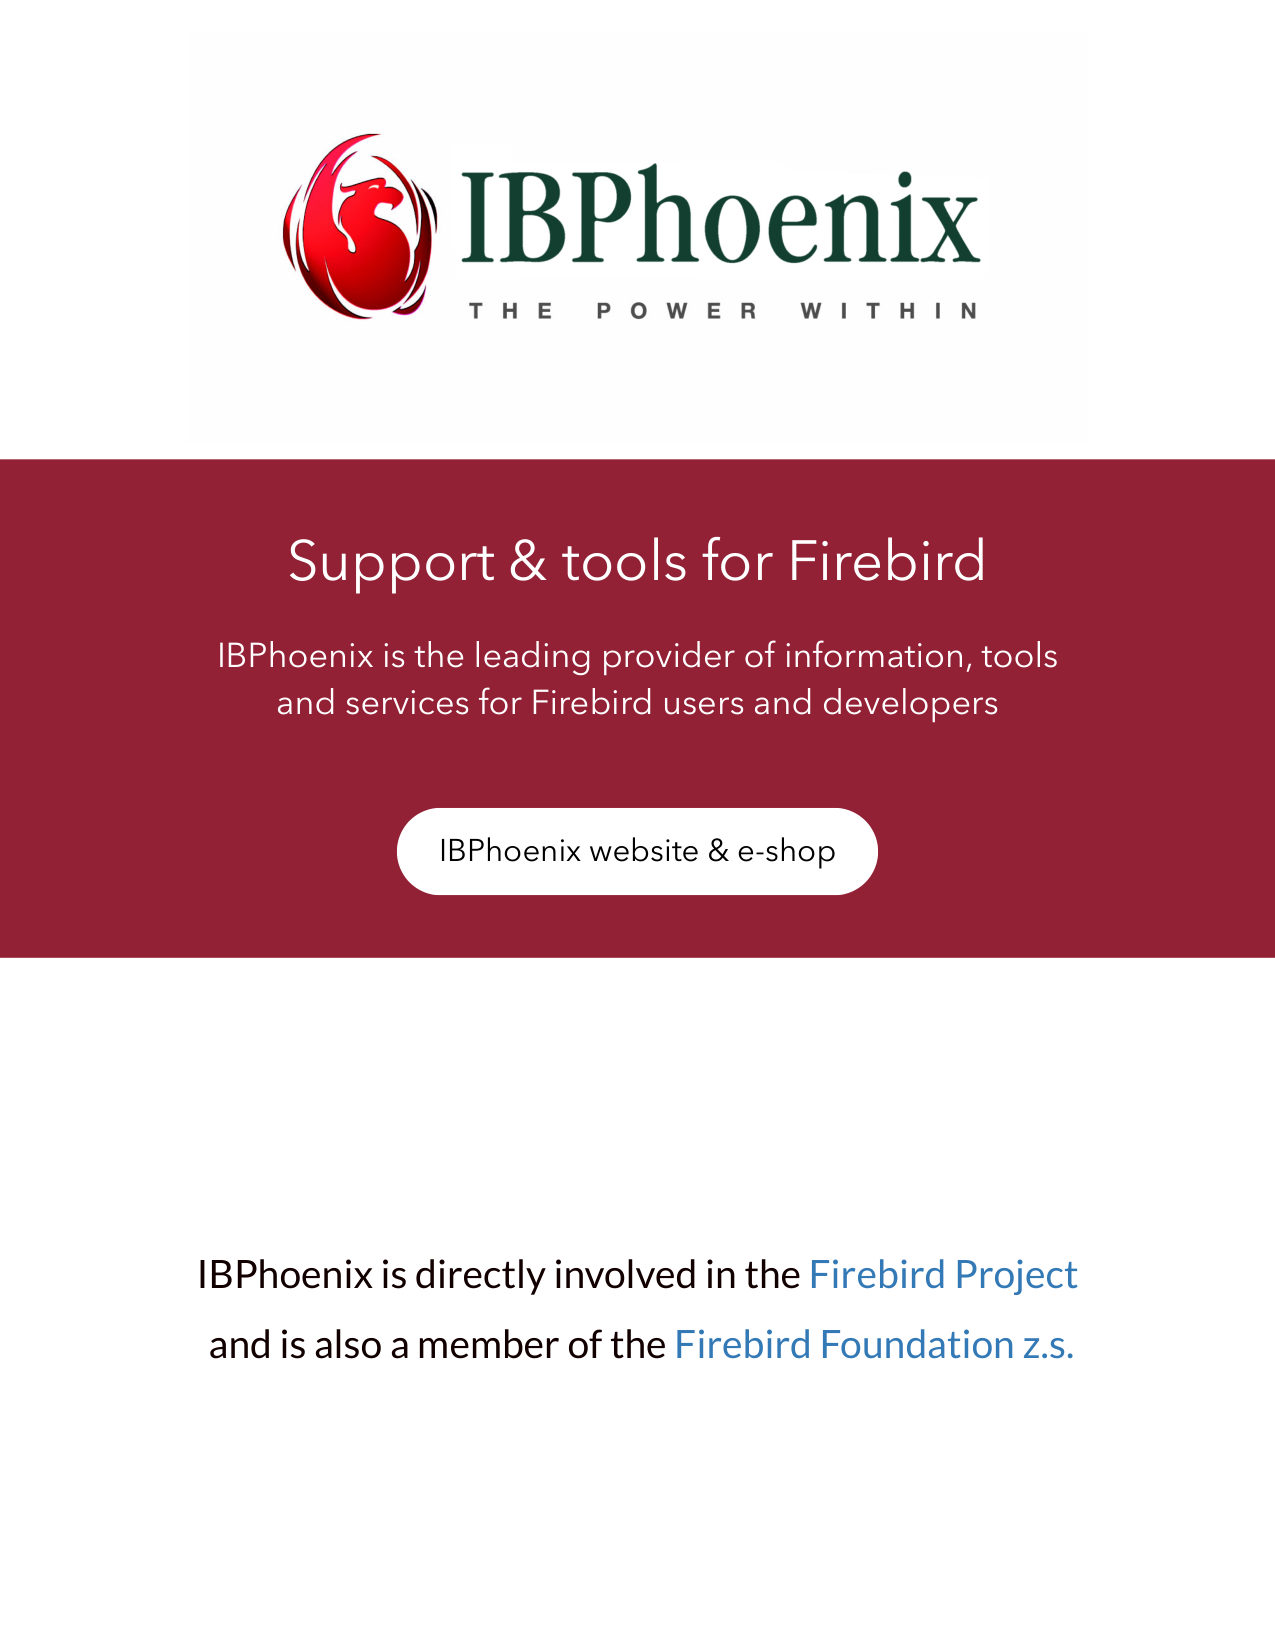 IBPhoenix
THE POWER WITHIN
Support & tools for Firebird
IBPhoenix is the leading provider of information, tools
and services for Firebird users and developers
IBPhoenix website & e-shop
IBPhoenix is directly involved in the Firebird Project
and is also a member of the Firebird Foundation z.s.